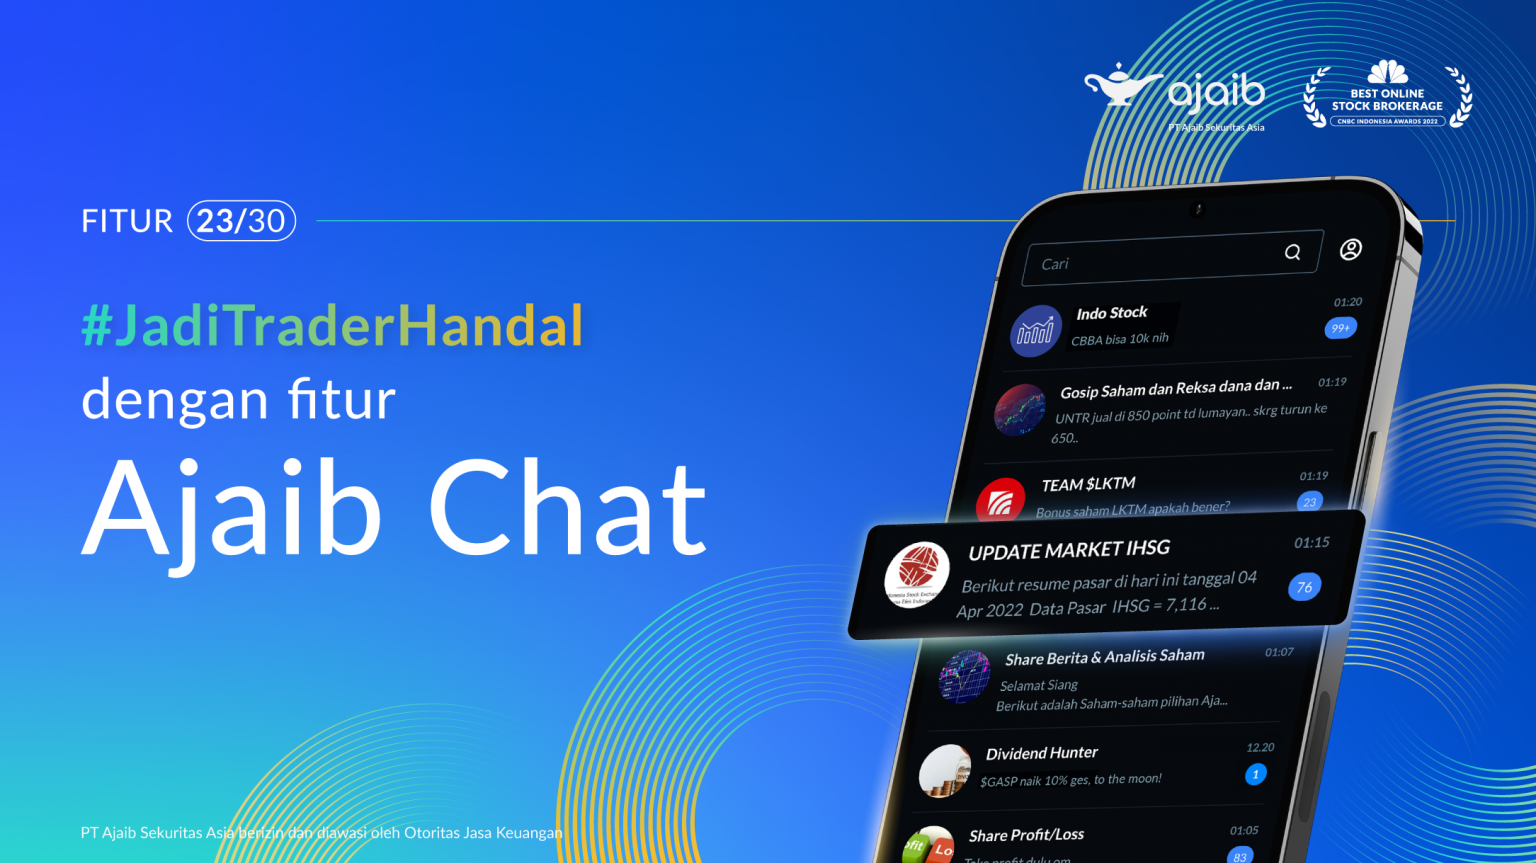 ajaib
PT Ajaib Sekuritas Asia
BEST ONLINE
STOCK BROKERAGE
CNBC INDONESIA AWARDS 2022
FITUR 23/30
#JadiTraderHandal
dengan fitur
Ajaib Chat
Cari
Indo Stock
01:20
CBBA bisa 10k nih
99+
Gosip Saham dan Reksa dana dan ...
01:19
UNTR jual di 850 point td lumayan.. skrg turun ke
650..
TEAM $LKTM
01:19
Bonus saham LKTM apakah bener?
23
UPDATE MARKET IHSG
01:15
Berikut resume pasar di hari ini tanggal 04
Apr 2022 Data Pasar IHSG = 7,116 ...
76
Share Berita & Analisis Saham
01:07
Selamat Siang
Berikut adalah Saham-saham pilihan Aja...
Dividend Hunter
12.20
$GASP naik 10% ges, to the moon!
1
Share Profit/Loss
01:05
Take profit dulu om
83
PT Ajaib Sekuritas Asia berizin dan diawasi oleh Otoritas Jasa Keuangan